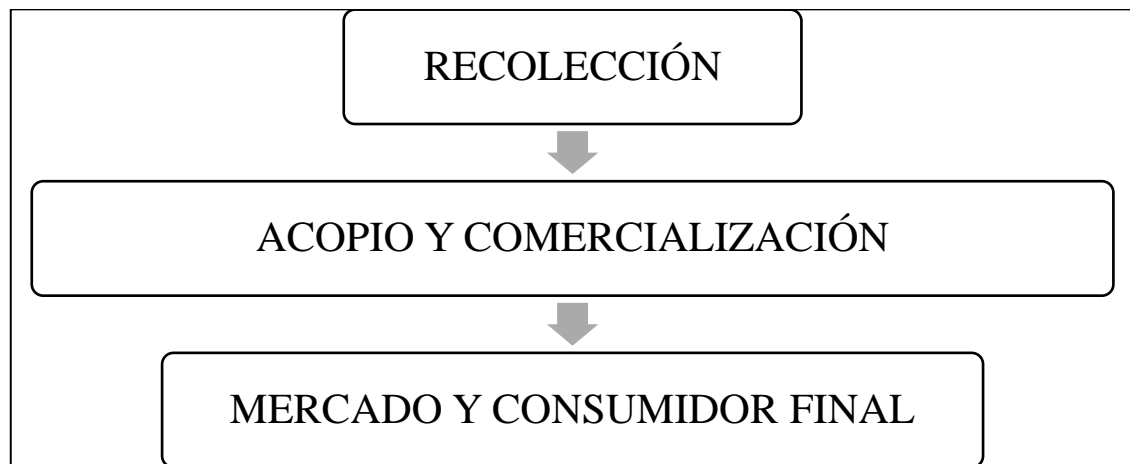 RECOLECCIÓN
ACOPIO Y COMERCIALIZACIÓN
MERCADO Y CONSUMIDOR FINAL